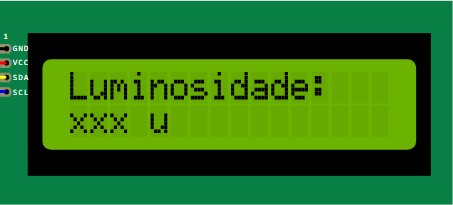 1
GND
VCC
SDA
SCL
Luminosidade:
xxx u